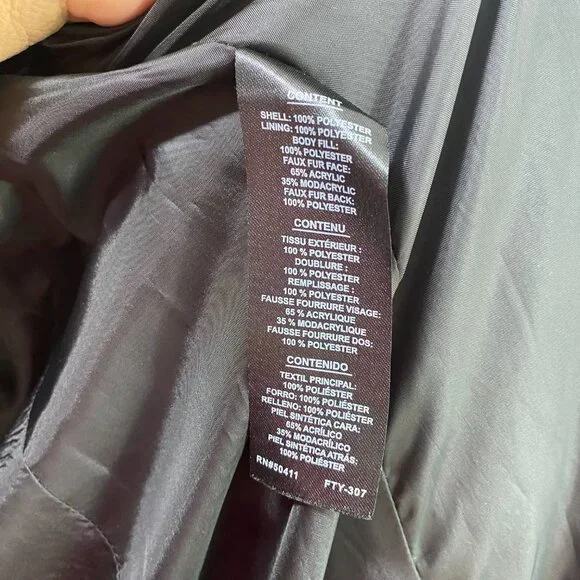 CONTENT
SHELL: 100% POLYESTER
LINING: 100% POLYESTER
BODY FILL:
100% POLYESTER
FAUX FUR FACE:
65% ACRYLIC
35% MODACRYLIC
FAUX FUR BACK:
100% POLYESTER
CONTENU
TISSU EXTÉRIEUR :
100 % POLYESTER
DOUBLURE :
100 % POLYESTER
REMPLISSAGE :
100 % POLYESTER
FAUSSE FOURRURE VISAGE:
65 % ACRYLIQUE
35 % MODACRYLIQUE
FAUSSE FOURRURE DOS:
100 % POLYESTER
CONTENIDO
TEXTIL PRINCIPAL:
100% POLIÉSTER
FORRO: 100% POLIÉSTER
RELLENO: 100% POLIÉSTER
PIEL SINTÉTICA CARA:
65% ACRÍLICO
35% MODACRÍLICO
PIEL SINTÉTICA ATRÁS:
100% POLIÉSTER
RN#50411 FTY-307